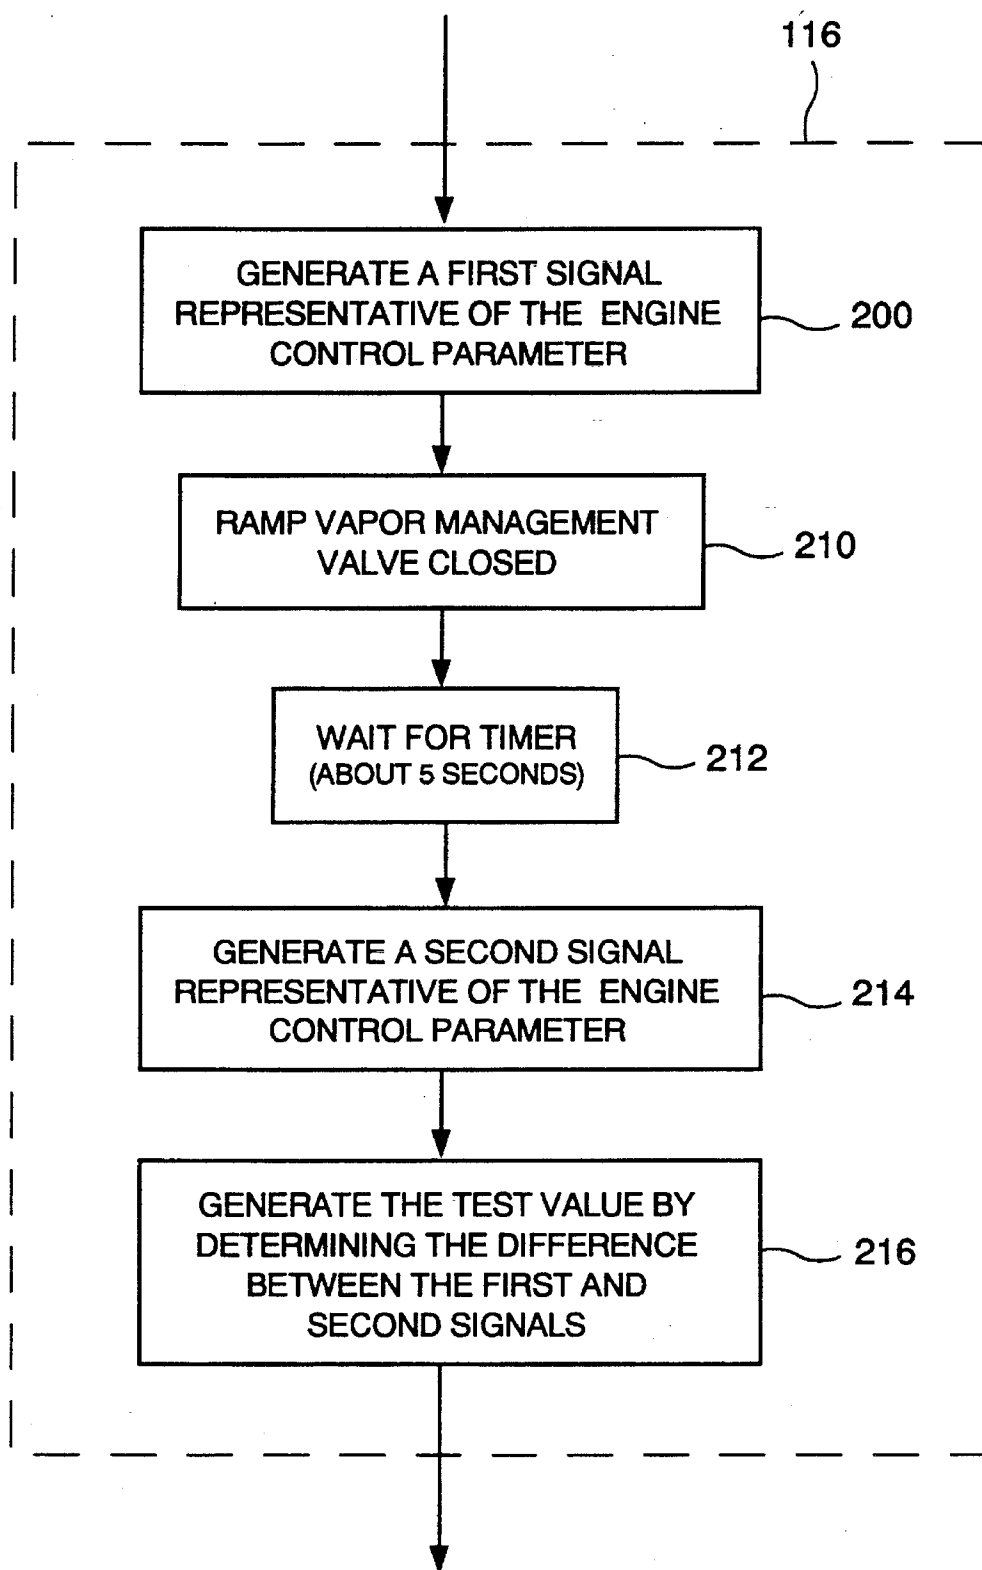 116
GENERATE A FIRST SIGNAL
REPRESENTATIVE OF THE ENGINE
CONTROL PARAMETER
200
RAMP VAPOR MANAGEMENT
VALVE CLOSED
210
WAIT FOR TIMER
(ABOUT 5 SECONDS)
212
GENERATE A SECOND SIGNAL
REPRESENTATIVE OF THE ENGINE
CONTROL PARAMETER
214
GENERATE THE TEST VALUE BY
DETERMINING THE DIFFERENCE
BETWEEN THE FIRST AND
SECOND SIGNALS
216